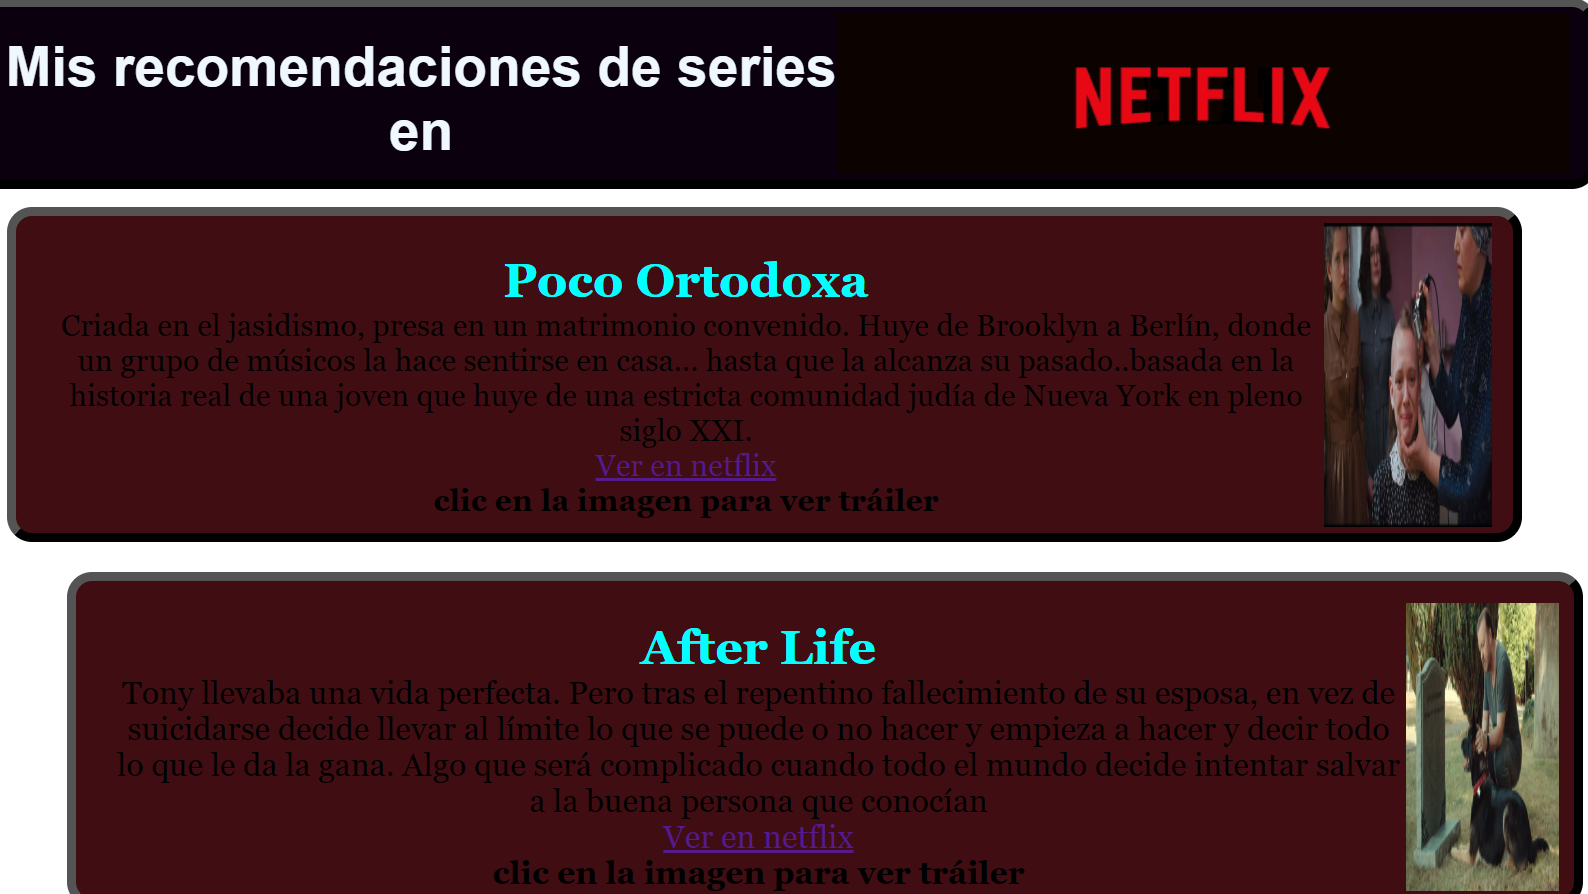 Mis recomendaciones de series
en
NETFLIX
Poco Ortodoxa
Criada en el jasidismo, presa en un matrimonio convenido. Huye de Brooklyn a Berlín, donde
un grupo de músicos la hace sentirse en casa... hasta que la alcanza su pasado..basada en la
historia real de una joven que huye de una estricta comunidad judía de Nueva York en pleno
siglo XXI.
Ver en netflix
clic en la imagen para ver tráiler
After Life
Tony llevaba una vida perfecta. Pero tras el repentino fallecimiento de su esposa, en vez de
suicidarse decide llevar al límite lo que se puede o no hacer y empieza a hacer y decir todo
lo que le da la gana. Algo que será complicado cuando todo el mundo decide intentar salvar
a la buena persona que conocían
Ver en netflix
clic en la imagen para ver tráiler